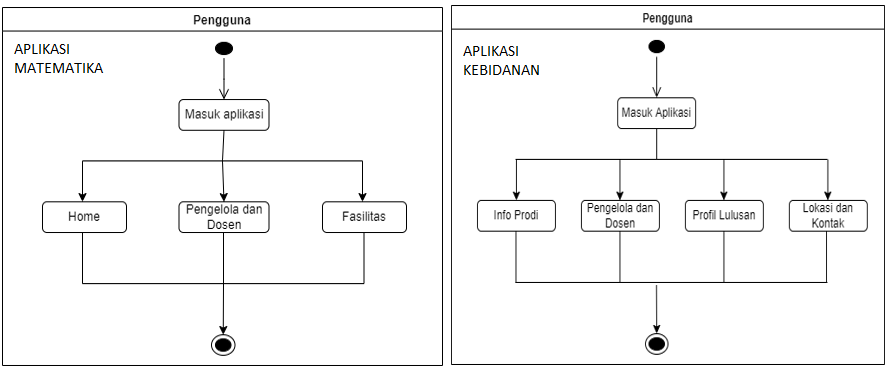 Pengguna
APLIKASI
MATEMATIKA
Masuk aplikasi
Home
Pengelola dan
Dosen
Fasilitas
Pengguna
APLIKASI
KEBIDANAN
Masuk Aplikasi
Info Prodi
Pengelola dan
Dosen
Profil Lulusan
Lokasi dan
Kontak